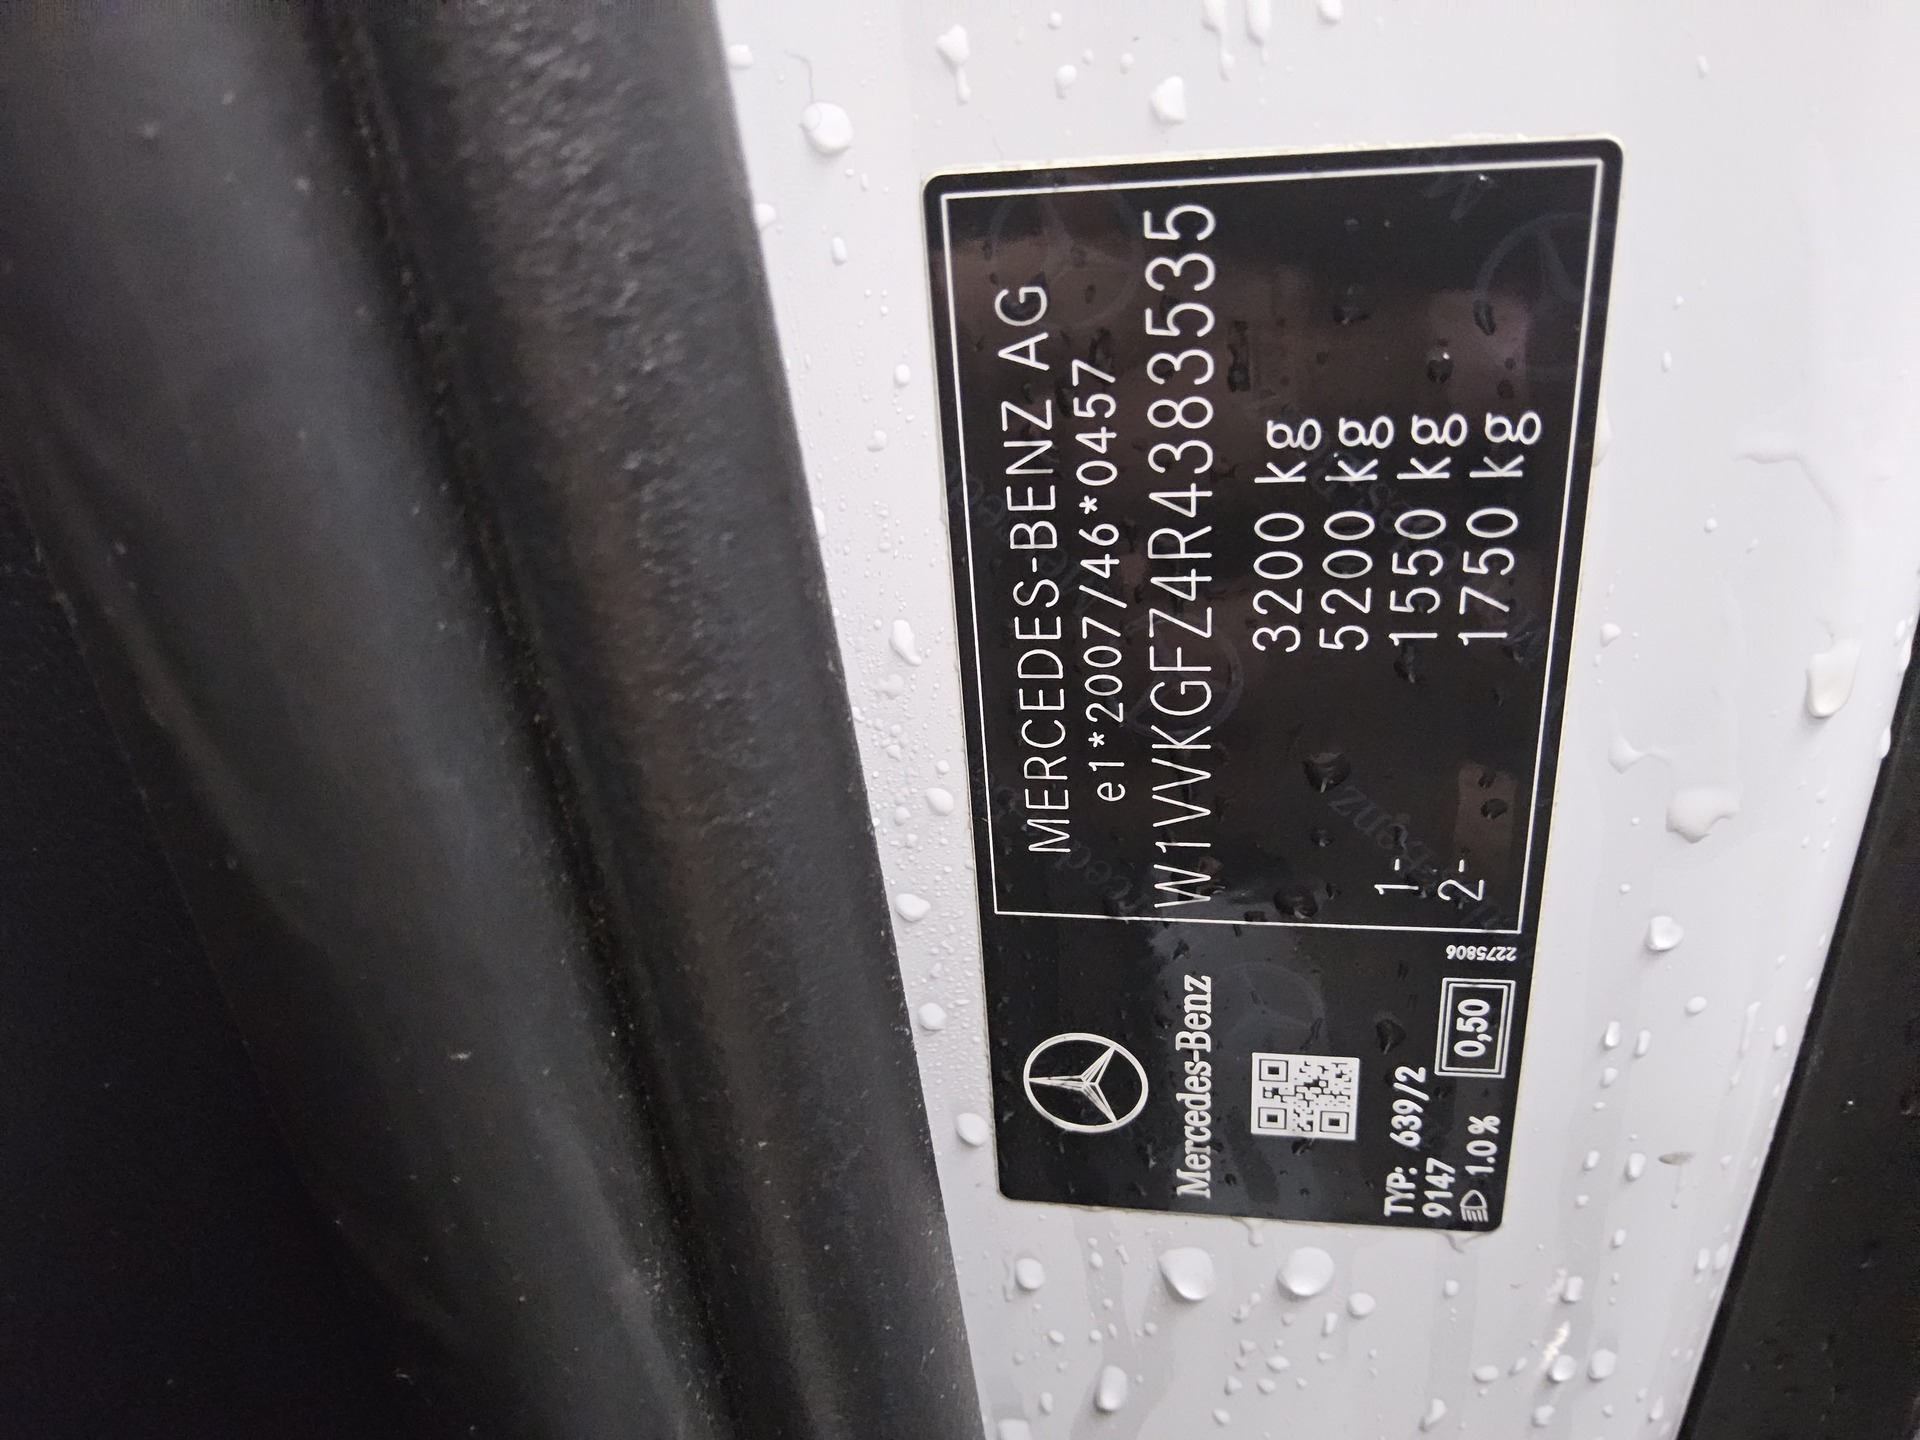 MERCEDES-BENZ AG
e1*2007/46*0457
W1VVKGFZ4R4383535
3200 kg
5200 kg
1- 1550 kg
2- 1750 kg
Mercedes-Benz
TYP: 639/2
9147
1.0 %
0,50
2275806